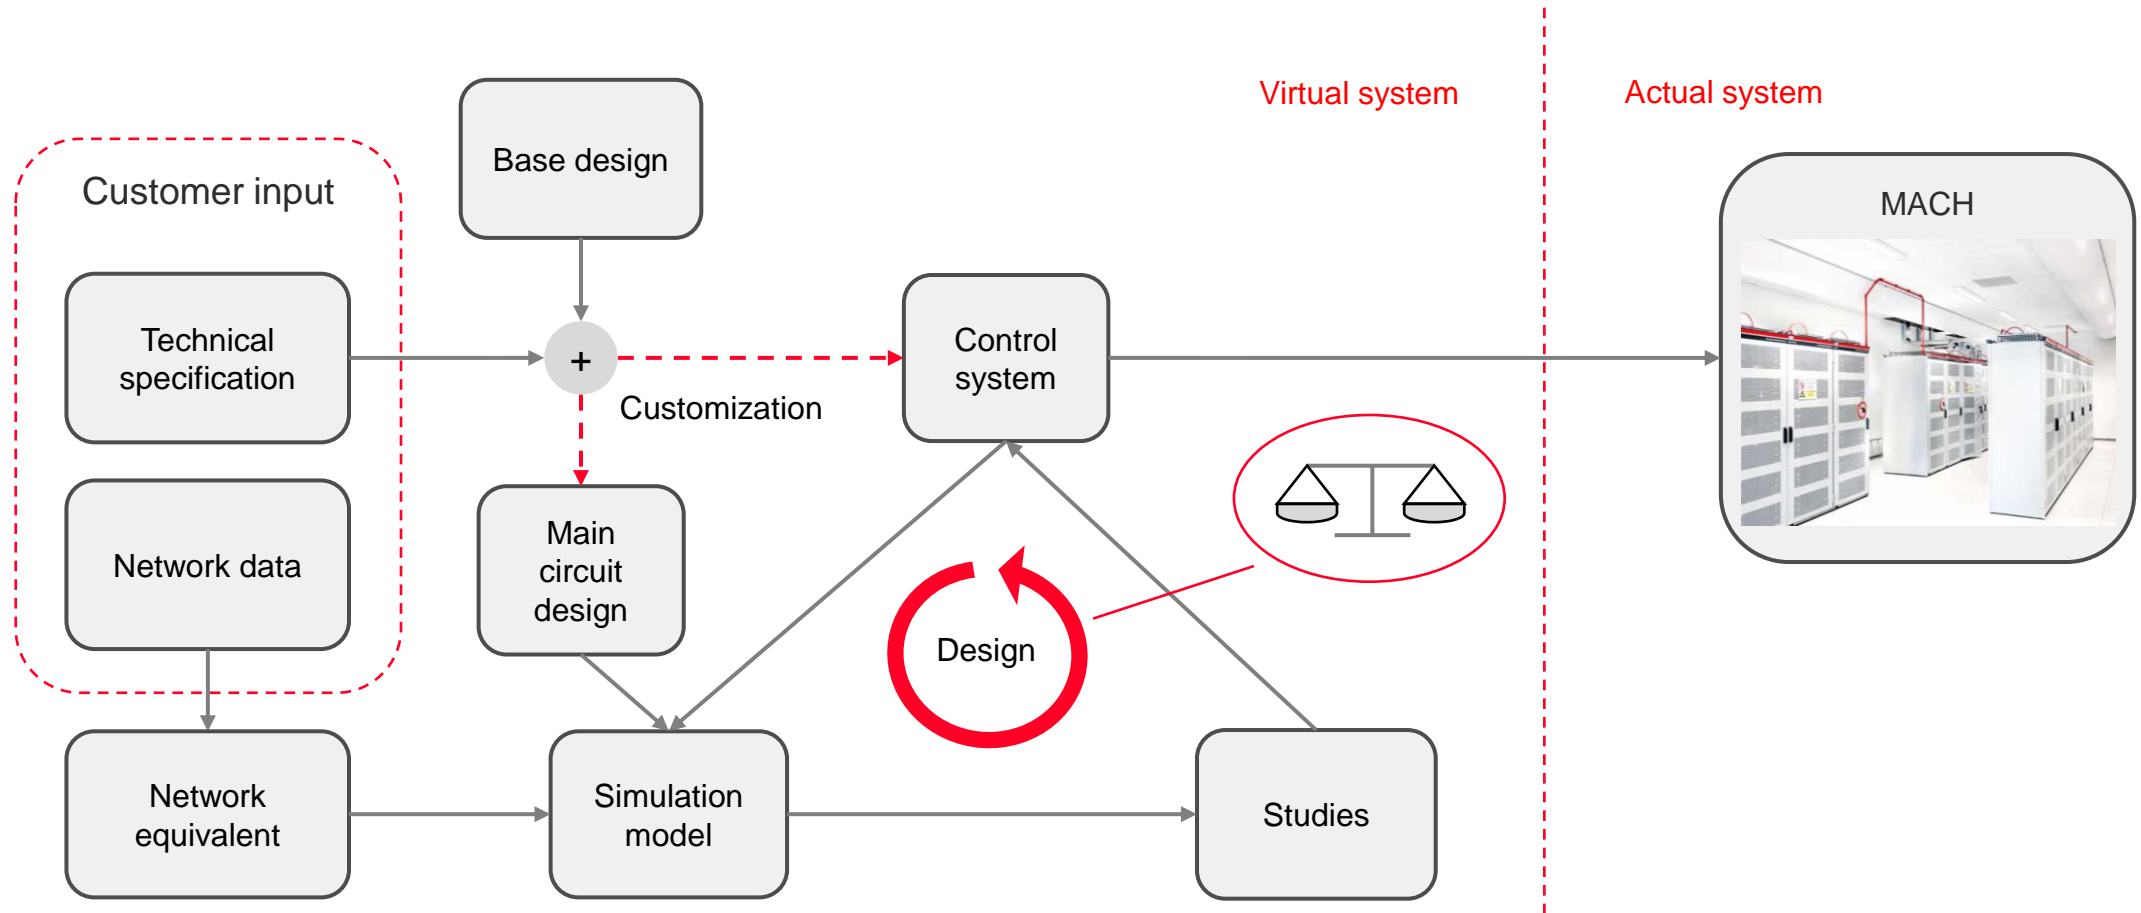 Virtual system
Actual system
Base design
Customer input
MACH
Technical
specification
+
Control
system
Customization
Network data
Main
circuit
design
Design
Network
equivalent
Simulation
model
Studies